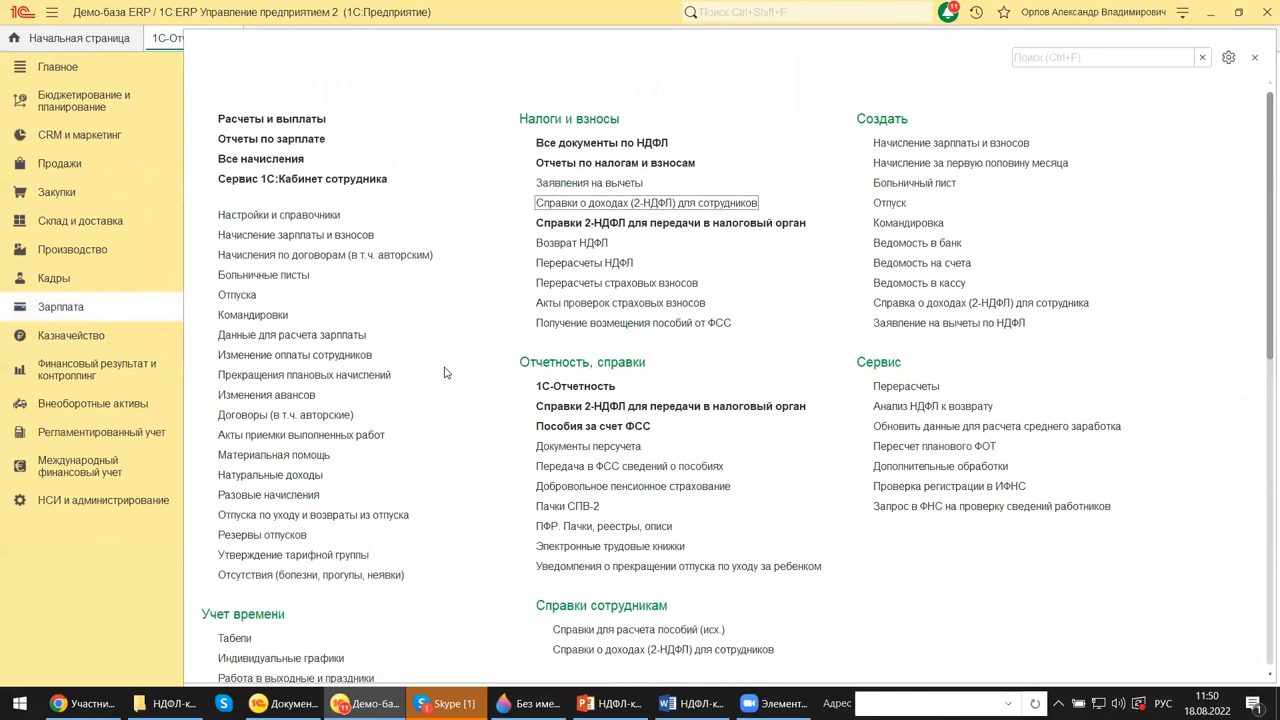 Демо-база ERP / 1С:ERP Управление предприятием 2 (1С:Предприятие)
Поиск Ctrl+Shift+F
11
Орлов Александр Владимирович
Начальная страница
1С-От
Поиск (Ctrl+F)
Главное
Бюджетирование и
планирование
CRM и маркетинг
Продажи
Закупки
Склад и доставка
Производство
Кадры
Зарплата
Казначейство
Финансовый результат и
контроллинг
Внеоборотные активы
Регламентированный учет
Международный
финансовый учет
НСИ и администрирование
Расчеты и выплаты
Отчеты по зарплате
Все начисления
Сервис 1С:Кабинет сотрудника
Настройки и справочники
Начисление зарплаты и взносов
Начисления по договорам (в т.ч. авторским)
Больничные листы
Отпуска
Командировки
Данные для расчета зарплаты
Изменение оплаты сотрудников
Прекращения плановых начислений
Изменения авансов
Договоры (в т.ч. авторские)
Акты приемки выполненных работ
Материальная помощь
Натуральные доходы
Разовые начисления
Отпуска по уходу и возвраты из отпуска
Резервы отпусков
Утверждение тарифной группы
Отсутствия (болезни, прогулы, неявки)
Учет времени
Табели
Индивидуальные графики
Работа в выходные и праздники
Налоги и взносы
Все документы по НДФЛ
Отчеты по налогам и взносам
Заявления на вычеты
Справки о доходах (2-НДФЛ) для сотрудников
Справки 2-НДФЛ для передачи в налоговый орган
Возврат НДФЛ
Перерасчеты НДФЛ
Перерасчеты страховых взносов
Акты проверок страховых взносов
Получение возмещения пособий от ФСС
Отчетность, справки
1С-Отчетность
Справки 2-НДФЛ для передачи в налоговый орган
Пособия за счет ФСС
Документы персучета
Передача в ФСС сведений о пособиях
Добровольное пенсионное страхование
Пачки СПВ-2
ПФР. Пачки, реестры, описи
Электронные трудовые книжки
Уведомления о прекращении отпуска по уходу за ребенком
Справки сотрудникам
Справки для расчета пособий (исх.)
Справки о доходах (2-НДФЛ) для сотрудников
Создать
Начисление зарплаты и взносов
Начисление за первую половину месяца
Больничный лист
Отпуск
Командировка
Ведомость в банк
Ведомость на счета
Ведомость в кассу
Справка о доходах (2-НДФЛ) для сотрудника
Заявление на вычеты по НДФЛ
Сервис
Перерасчеты
Анализ НДФЛ к возврату
Обновить данные для расчета среднего заработка
Пересчет планового ФОТ
Дополнительные обработки
Проверка регистрации в ИФНС
Запрос в ФНС на проверку сведений работников
Участни...
НДФЛ-к...
Докумен...
Демо-ба...
Skype [1]
Без име...
НДФЛ-к...
НДФЛ-к...
Элемент...
Адрес
РУС
11:50
18.08.2022